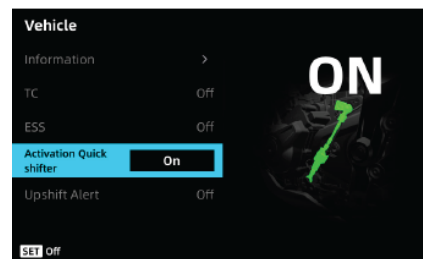 Vehicle
Information >
TC Off
ESS Off
Activation Quick
shifter On
Upshift Alert Off
ON
SET Off